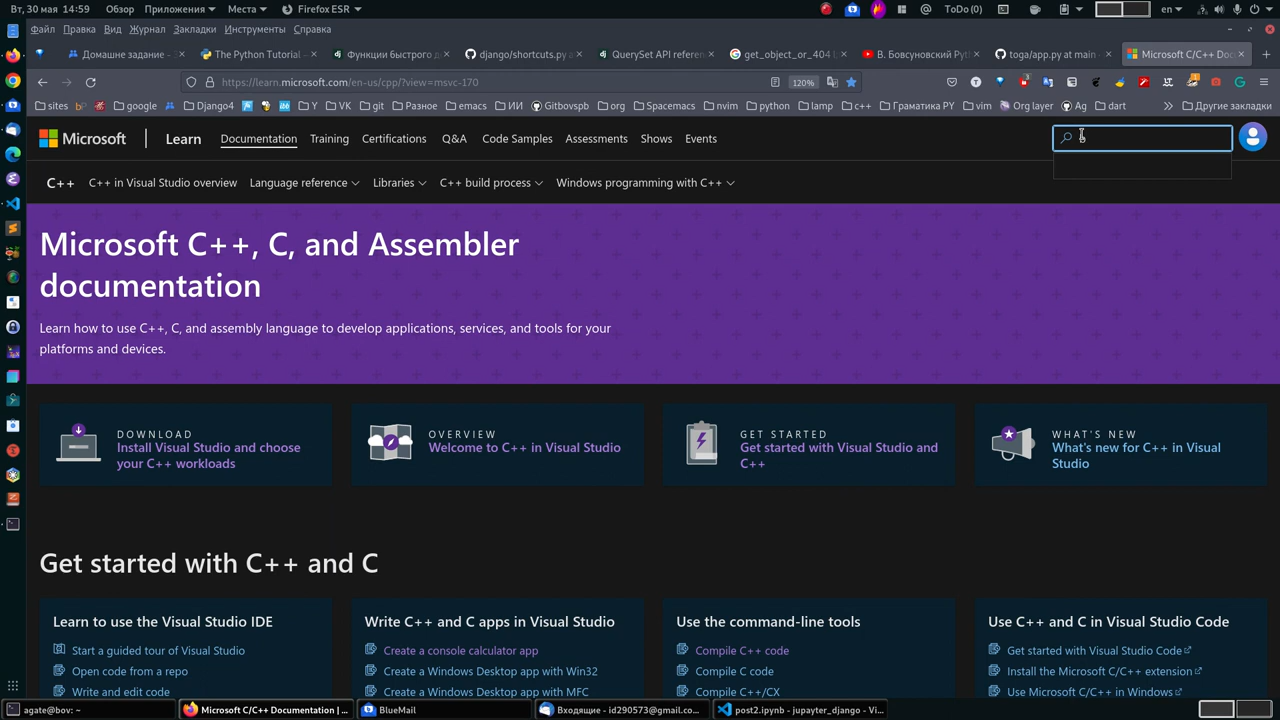 Вт, 30 мая 14:59 Обзор Приложения Места Firefox ESR ToDo(0) en
Файл Правка Вид Журнал Закладки Инструменты Справка
Домашне задание - The Python Tutorial - Функции быстрого д django/shortcuts.py a QuerySet API referen get_object_or_404 В. Бовсуновский Pyth toga/app.py at main Microsoft C/C++ Doc
https://learn.microsoft.com/en-us/cpp/?view=msvc-170 120%
sites google Django4 Y VK git Разное emacs ИИ Gitbovspb org Spacemacs nvim python lamp c++ Граматика PY vim Org layer Ag dart Другие закладки
Microsoft Learn Documentation Training Certifications Q&A Code Samples Assessments Shows Events
C++ C++ in Visual Studio overview Language reference Libraries C++ build process Windows programming with C++
Microsoft C++, C, and Assembler
documentation
Learn how to use C++, C, and assembly language to develop applications, services, and tools for your
platforms and devices.
DOWNLOAD
Install Visual Studio and choose
your C++ workloads
OVERVIEW
Welcome to C++ in Visual Studio
GET STARTED
Get started with Visual Studio and
C++
WHAT'S NEW
What's new for C++ in Visual
Studio
Get started with C++ and C
Learn to use the Visual Studio IDE
Start a guided tour of Visual Studio
Open code from a repo
Write and edit code
Write C++ and C apps in Visual Studio
Create a console calculator app
Create a Windows Desktop app with Win32
Create a Windows Desktop app with MFC
Use the command-line tools
Compile C++ code
Compile C code
Compile C++/CX
Use C++ and C in Visual Studio Code
Get started with Visual Studio Code
Install the Microsoft C/C++ extension
Use Microsoft C/C++ in Windows
agate@bov: ~ Microsoft C/C++ Documentation | ... BlueMail Входящие - id290573@gmail.co... post2.ipynb - jupayter_django - Vi...